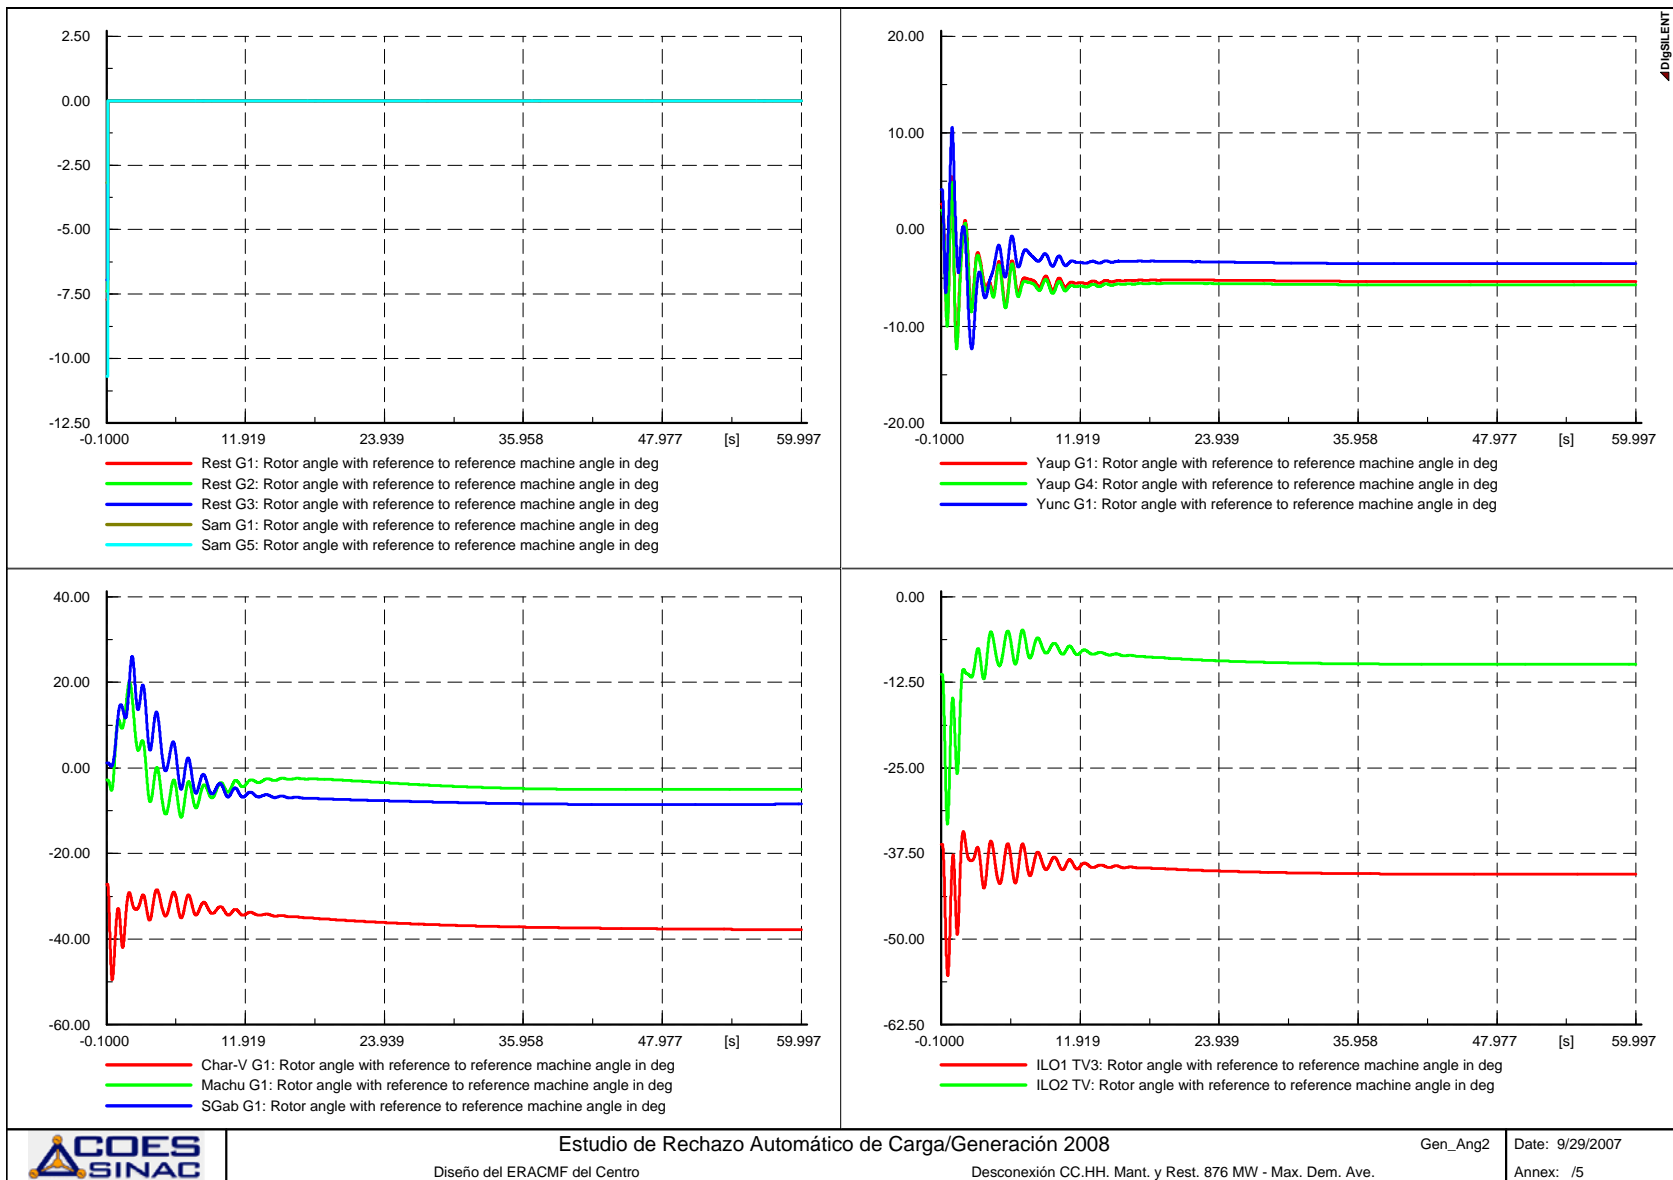 2.50
0.00
-2.50
-5.00
-7.50
-10.00
-12.50
-0.1000 11.919 23.939 35.958 47.977 [s] 59.997
Rest G1: Rotor angle with reference to reference machine angle in deg
Rest G2: Rotor angle with reference to reference machine angle in deg
Rest G3: Rotor angle with reference to reference machine angle in deg
Sam G1: Rotor angle with reference to reference machine angle in deg
Sam G5: Rotor angle with reference to reference machine angle in deg
20.00
10.00
0.00
-10.00
-20.00
-0.1000 11.919 23.939 35.958 47.977 [s] 59.997
Yaup G1: Rotor angle with reference to reference machine angle in deg
Yaup G4: Rotor angle with reference to reference machine angle in deg
Yunc G1: Rotor angle with reference to reference machine angle in deg
DIgSILENT
40.00
20.00
0.00
-20.00
-40.00
-60.00
-0.1000 11.919 23.939 35.958 47.977 [s] 59.997
Char-V G1: Rotor angle with reference to reference machine angle in deg
Machu G1: Rotor angle with reference to reference machine angle in deg
SGab G1: Rotor angle with reference to reference machine angle in deg
0.00
-12.50
-25.00
-37.50
-50.00
-62.50
-0.1000 11.919 23.939 35.958 47.977 [s] 59.997
ILO1 TV3: Rotor angle with reference to reference machine angle in deg
ILO2 TV: Rotor angle with reference to reference machine angle in deg
COES
SINAC
Estudio de Rechazo Automático de Carga/Generación 2008
Diseño del ERACMF del Centro
Desconexión CC.HH. Mant. y Rest. 876 MW - Max. Dem. Ave.
Gen_Ang2
Date: 9/29/2007
Annex: /5